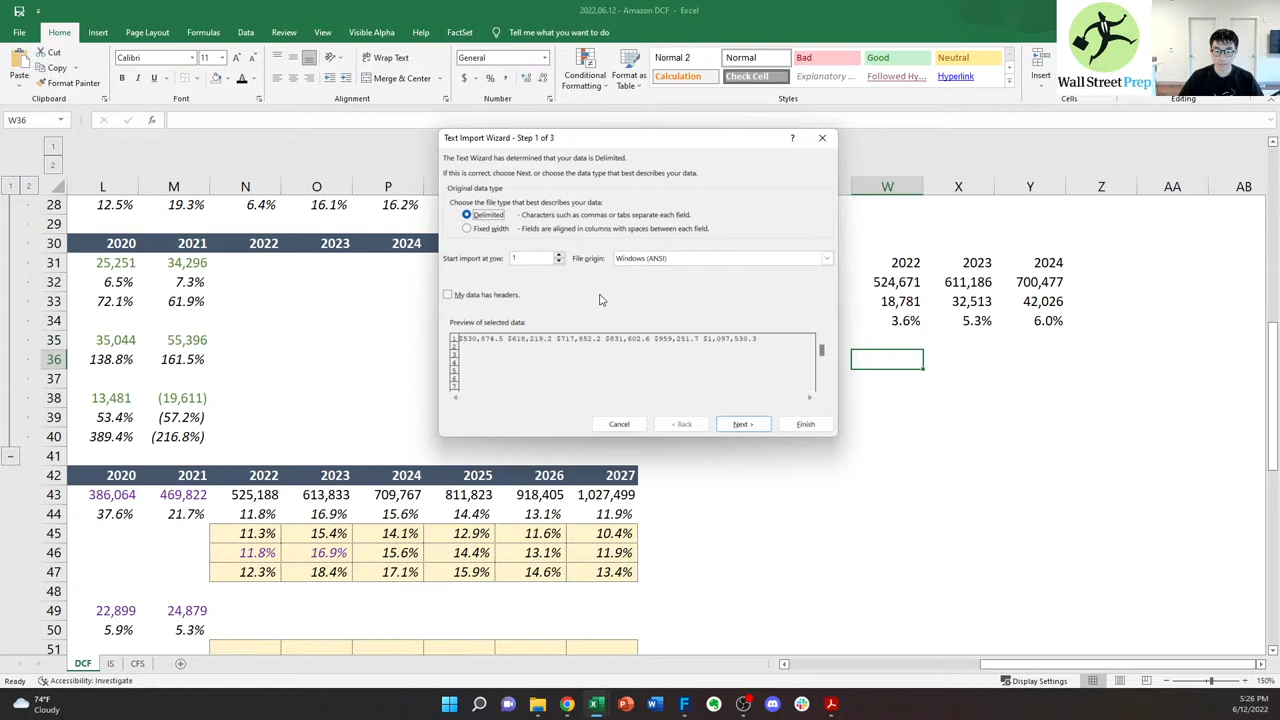 2022.06.12 - Amazon DCF - Excel
File Home Insert Page Layout Formulas Data Review View Visible Alpha Help FactSet Tell me what you want to do
Paste Cut Copy Format Painter
Calibri 11 B I U A
Wrap Text Merge & Center
General $ % 9
Conditional Formatting Format as Table
Normal 2 Normal Bad Good Neutral
Calculation Check Cell Explanatory ... Followed Hy... Hyperlink
Insert
Clipboard Font Alignment Number Styles Cells Editing
Wall Street Prep
W36 fx
Text Import Wizard - Step 1 of 3 ?
The Text Wizard has determined that your data is Delimited.
If this is correct, choose Next, or choose the data type that best describes your data.
Original data type
Choose the file type that best describes your data:
Delimited - Characters such as commas or tabs separate each field.
Fixed width - Fields are aligned in columns with spaces between each field.
Start import at row: 1 File origin: Windows (ANSI)
My data has headers.
Preview of selected data:
1 $530,874.5 $618,219.2 $717,852.2 $831,602.6 $959,251.7 $1,097,530.3
2
3
4
5
6
7
Cancel < Back Next > Finish
1
2
1 2 L M N O P W X Y Z AA AB
28 12.5% 19.3% 6.4% 16.1% 16.2%
29
30 2020 2021 2022 2023 2024
31 25,251 34,296 2022 2023 2024
32 6.5% 7.3% 524,671 611,186 700,477
33 72.1% 61.9% 18,781 32,513 42,026
34 3.6% 5.3% 6.0%
35 35,044 55,396
36 138.8% 161.5%
37
38 13,481 (19,611)
39 53.4% (57.2%)
40 389.4% (216.8%)
41
42 2020 2021 2022 2023 2024 2025 2026 2027
43 386,064 469,822 525,188 613,833 709,767 811,823 918,405 1,027,499
44 37.6% 21.7% 11.8% 16.9% 15.6% 14.4% 13.1% 11.9%
45 11.3% 15.4% 14.1% 12.9% 11.6% 10.4%
46 11.8% 16.9% 15.6% 14.4% 13.1% 11.9%
47 12.3% 18.4% 17.1% 15.9% 14.6% 13.4%
48
49 22,899 24,879
50 5.9% 5.3%
51
DCF IS CFS
Ready Accessibility: Investigate Display Settings 150%
74°F
Cloudy
5:26 PM
6/12/2022